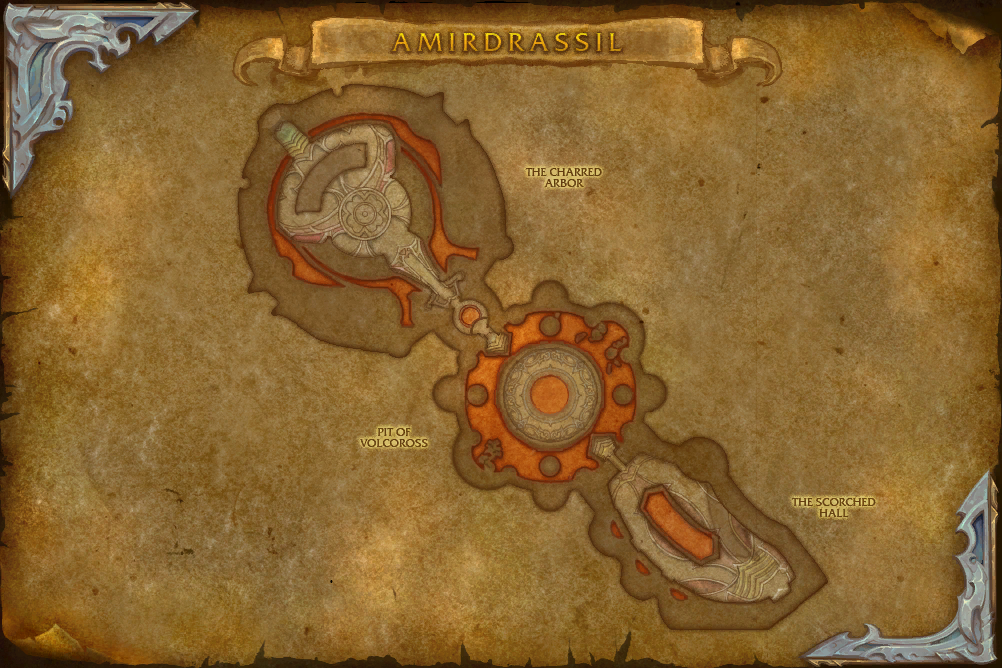 AMIRDRASSIL
THE CHARRED
ARBOR
PIT OF
VOLCOROSS
THE SCORCHED
HALL